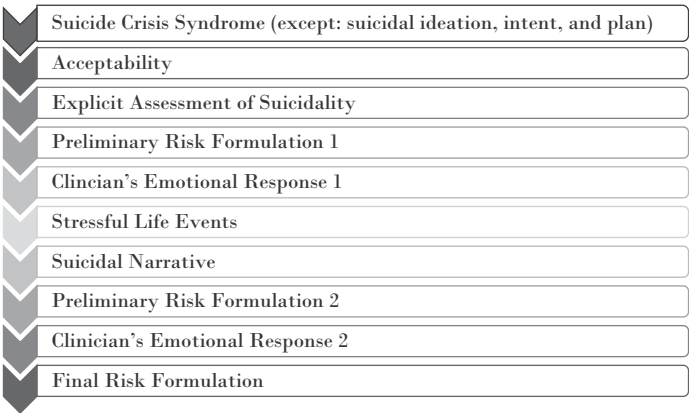 Suicide Crisis Syndrome (except: suicidal ideation, intent, and plan)
Acceptability
Explicit Assessment of Suicidality
Preliminary Risk Formulation 1
Clincian's Emotional Response 1
Stressful Life Events
Suicidal Narrative
Preliminary Risk Formulation 2
Clinician's Emotional Response 2
Final Risk Formulation